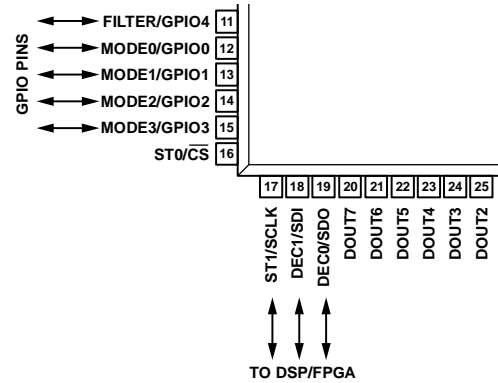 GPIO PINS
FILTER/GPIO4 11
MODE0/GPIO0 12
MODE1/GPIO1 13
MODE2/GPIO2 14
MODE3/GPIO3 15
ST0/CS 16
17 18 19 20 21 22 23 24 25
ST1/SCLK
DEC1/SDI
DEC0/SDO
DOUT7
DOUT6
DOUT5
DOUT4
DOUT3
DOUT2
TO DSP/FPGA